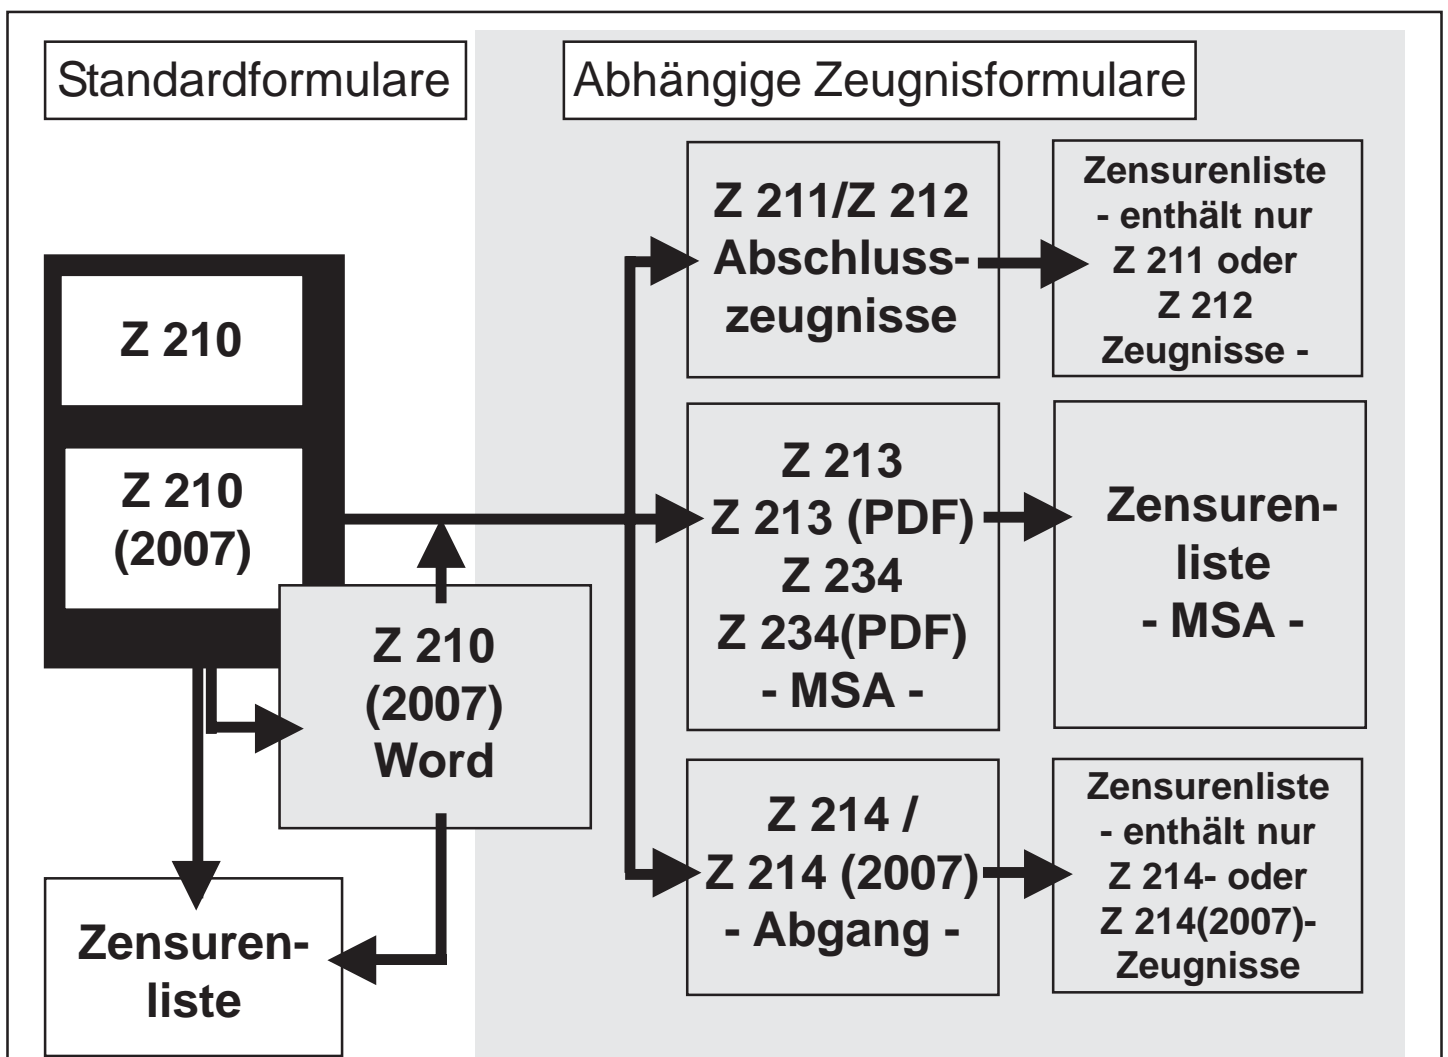 Standardformulare
Abhängige Zeugnisformulare
Z 210
Z 210
(2007)
Z 210
(2007)
Word
Zensuren-
liste
Z 211/Z 212
Abschluss-
zeugnisse
Zensurenliste
- enthält nur
Z 211 oder
Z 212
Zeugnisse -
Z 213
Z 213 (PDF)
Z 234
Z 234(PDF)
- MSA -
Zensuren-
liste
- MSA -
Z 214 /
Z 214 (2007)
- Abgang -
Zensurenliste
- enthält nur
Z 214- oder
Z 214(2007)-
Zeugnisse